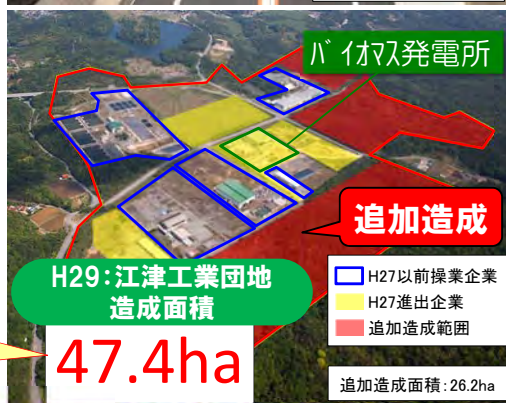 バイオマス発電所
追加造成
H29:江津工業団地
造成面積
47.4ha
H27以前操業企業
H27進出企業
追加造成範囲
追加造成面積:26.2ha